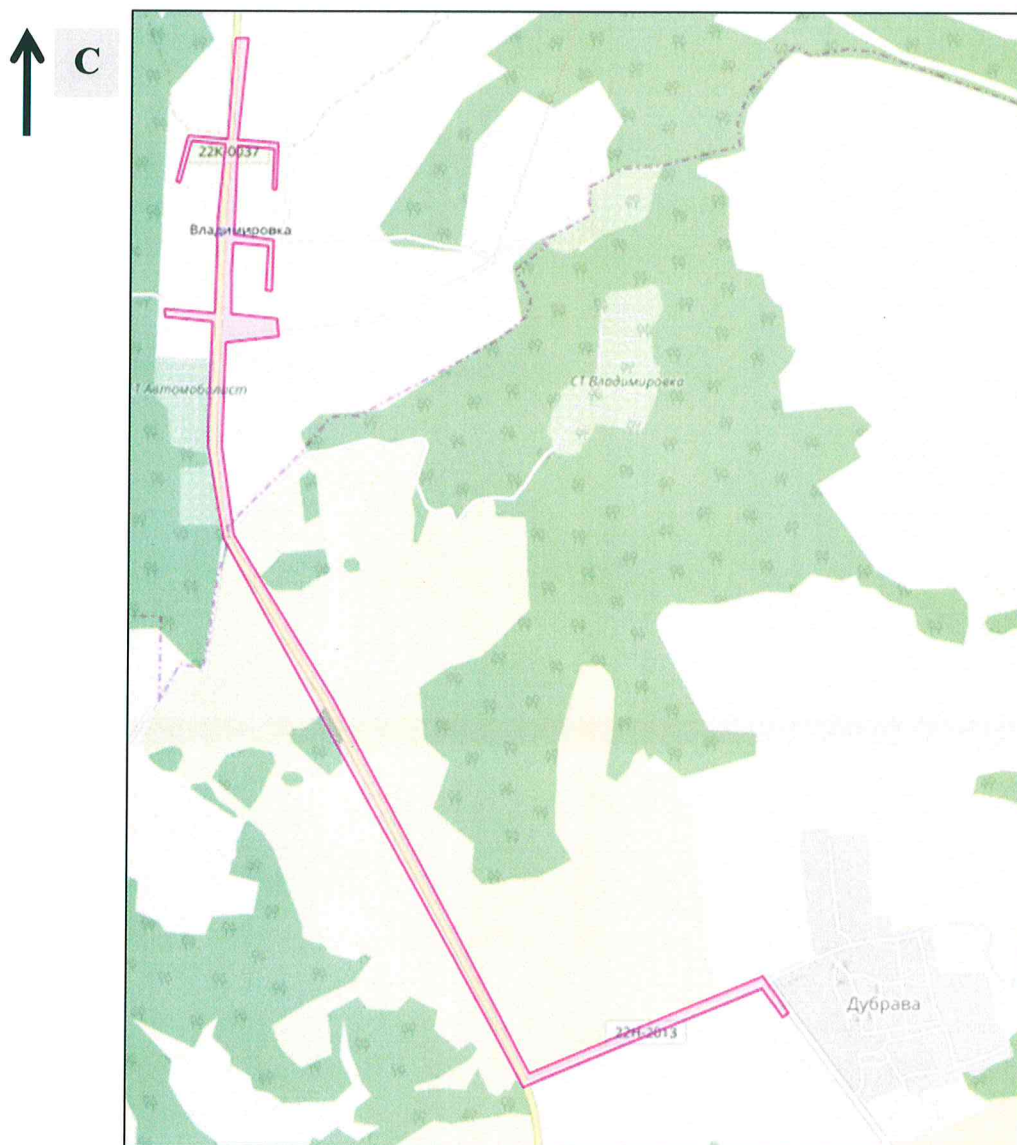 С
22К-0037
Владимировка
Т Автомобилист
СТ Владимировка
22Н-2013
Дубрава